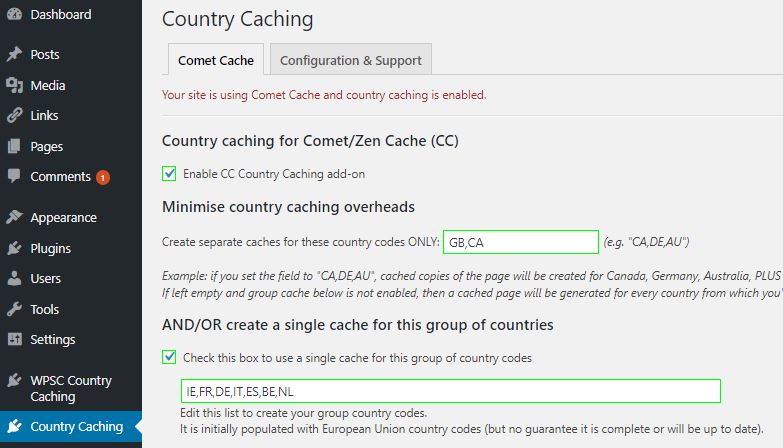 Dashboard
Posts
Media
Links
Pages
Comments 1
Appearance
Plugins
Users
Tools
Settings
WPSC Country
Caching
Country Caching
Country Caching
Comet Cache
Configuration & Support
Your site is using Comet Cache and country caching is enabled.
Country caching for Comet/Zen Cache (CC)
Enable CC Country Caching add-on
Minimise country caching overheads
Create separate caches for these country codes ONLY: GB,CA (e.g. "CA,DE,AU")
Example: if you set the field to "CA,DE,AU", cached copies of the page will be created for Canada, Germany, Australia, PLUS
If left empty and group cache below is not enabled, then a cached page will be generated for every country from which you'
AND/OR create a single cache for this group of countries
Check this box to use a single cache for this group of country codes
IE,FR,DE,IT,ES,BE,NL
Edit this list to create your group country codes.
It is initially populated with European Union country codes (but no guarantee it is complete or will be up to date).